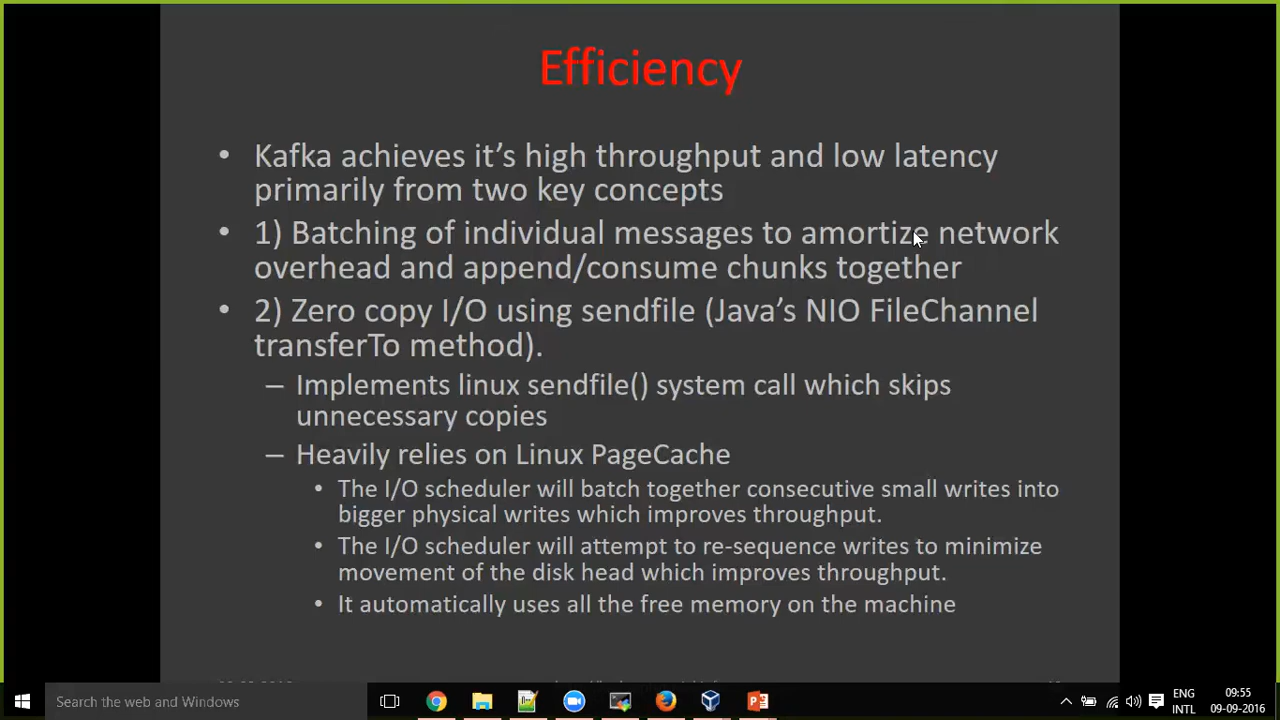 Efficiency
• Kafka achieves it's high throughput and low latency
primarily from two key concepts
• 1) Batching of individual messages to amortize network
overhead and append/consume chunks together
• 2) Zero copy I/O using sendfile (Java's NIO FileChannel
transferTo method).
– Implements linux sendfile() system call which skips
unnecessary copies
– Heavily relies on Linux PageCache
• The I/O scheduler will batch together consecutive small writes into
bigger physical writes which improves throughput.
• The I/O scheduler will attempt to re-sequence writes to minimize
movement of the disk head which improves throughput.
• It automatically uses all the free memory on the machine
Search the web and Windows
ENG
INTL
09:55
09-09-2016